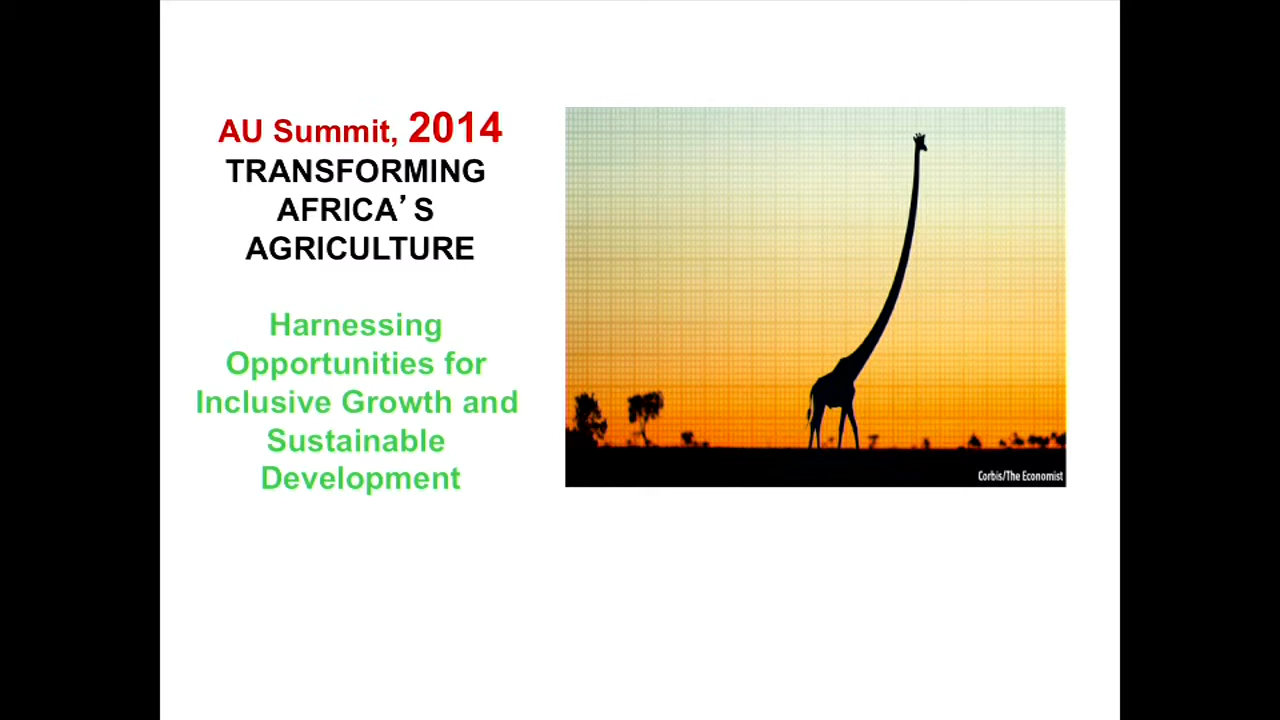 AU Summit, 2014
TRANSFORMING
AFRICA’S
AGRICULTURE
Harnessing
Opportunities for
Inclusive Growth and
Sustainable
Development
Corbis/The Economist